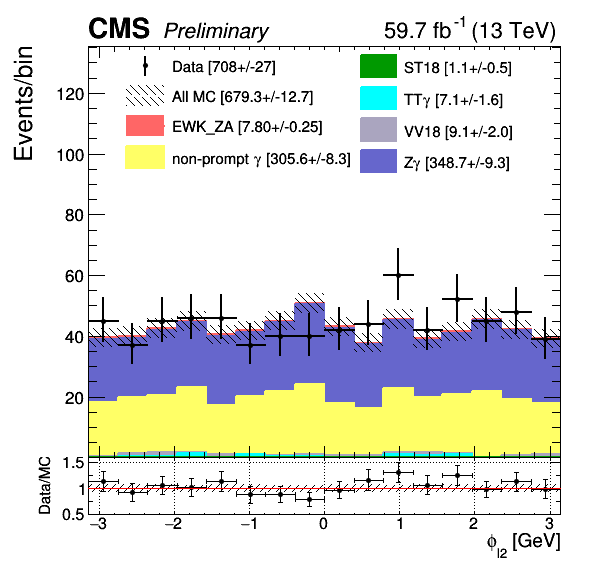 CMS Preliminary 59.7 fb⁻¹ (13 TeV)
Events/bin
Data [708+/-27]
All MC [679.3+/-12.7]
EWK_ZA [7.80+/-0.25]
non-prompt γ [305.6+/-8.3]
ST18 [1.1+/-0.5]
TTγ [7.1+/-1.6]
VV18 [9.1+/-2.0]
Zγ [348.7+/-9.3]
120
100
80
60
40
20
Data/MC
1.5
1
0.5
−3 −2 −1 0 1 2 3
ϕl2 [GeV]